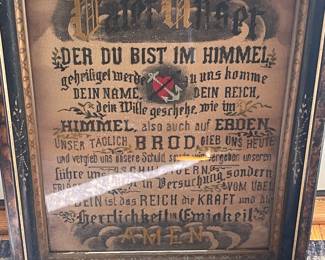 Vater Unser
DER DU BIST IM HIMMEL
geheiliget werde zu uns komme
DEIN NAME, DEIN REICH,
dein Wille geschehe, wie im
HIMMEL, also auch auf ERDEN,
UNSER TÄGLICH BROD, GIEB UNS HEUTE
und vergieb uns unsere Schuld wir vergeben unseren
führe uns SCHULDIGERN in Versuchung, sondern
VOM ÜBEL
DEIN ist das REICH die KRAFT und die
Herrlichkeit in Ewigkeit
AMEN